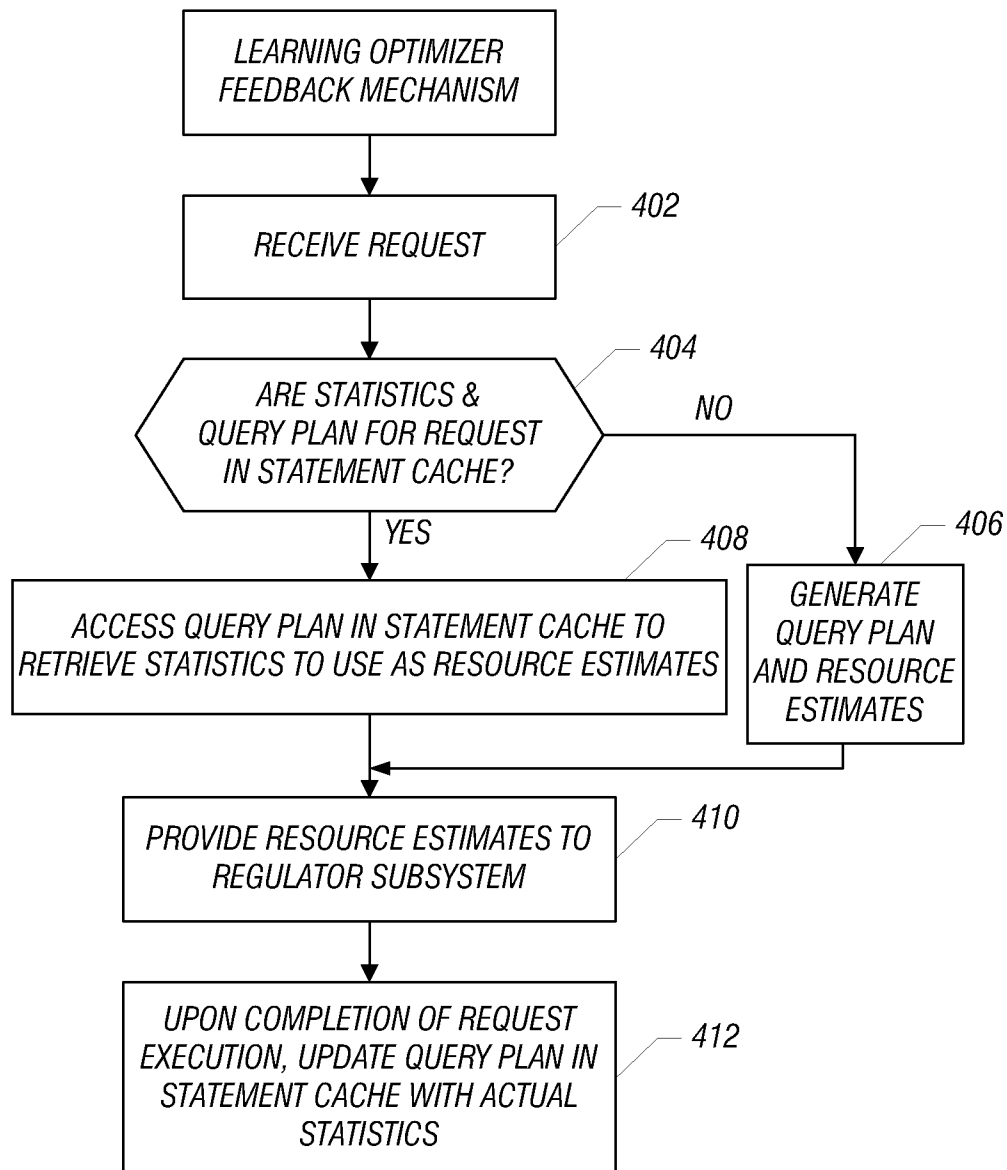 LEARNING OPTIMIZER
FEEDBACK MECHANISM
402
RECEIVE REQUEST
404
ARE STATISTICS &
QUERY PLAN FOR REQUEST
IN STATEMENT CACHE?
NO
YES
408
406
ACCESS QUERY PLAN IN STATEMENT CACHE TO
RETRIEVE STATISTICS TO USE AS RESOURCE ESTIMATES
GENERATE
QUERY PLAN
AND RESOURCE
ESTIMATES
410
PROVIDE RESOURCE ESTIMATES TO
REGULATOR SUBSYSTEM
412
UPON COMPLETION OF REQUEST
EXECUTION, UPDATE QUERY PLAN IN
STATEMENT CACHE WITH ACTUAL
STATISTICS